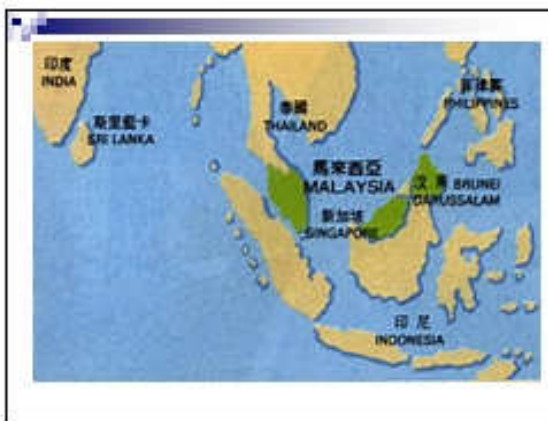 印度
INDIA
斯里蘭卡
SRI LANKA
泰國
THAILAND
菲律賓
PHILIPPINES
馬來西亞
MALAYSIA
汶 萊 BRUNEI
DARUSSALAM
新加坡
SINGAPORE
印 尼
INDONESIA